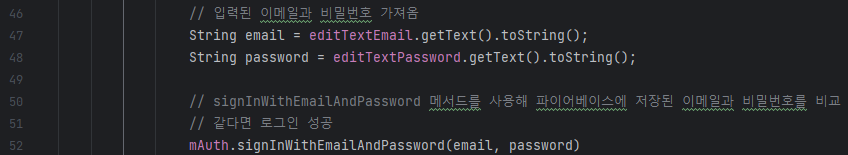 46 // 입력된 이메일과 비밀번호 가져옴
47 String email = editTextEmail.getText().toString();
48 String password = editTextPassword.getText().toString();
49
50 // signInWithEmailAndPassword 메서드를 사용해 파이어베이스에 저장된 이메일과 비밀번호를 비교
51 // 같다면 로그인 성공
52 mAuth.signInWithEmailAndPassword(email, password)